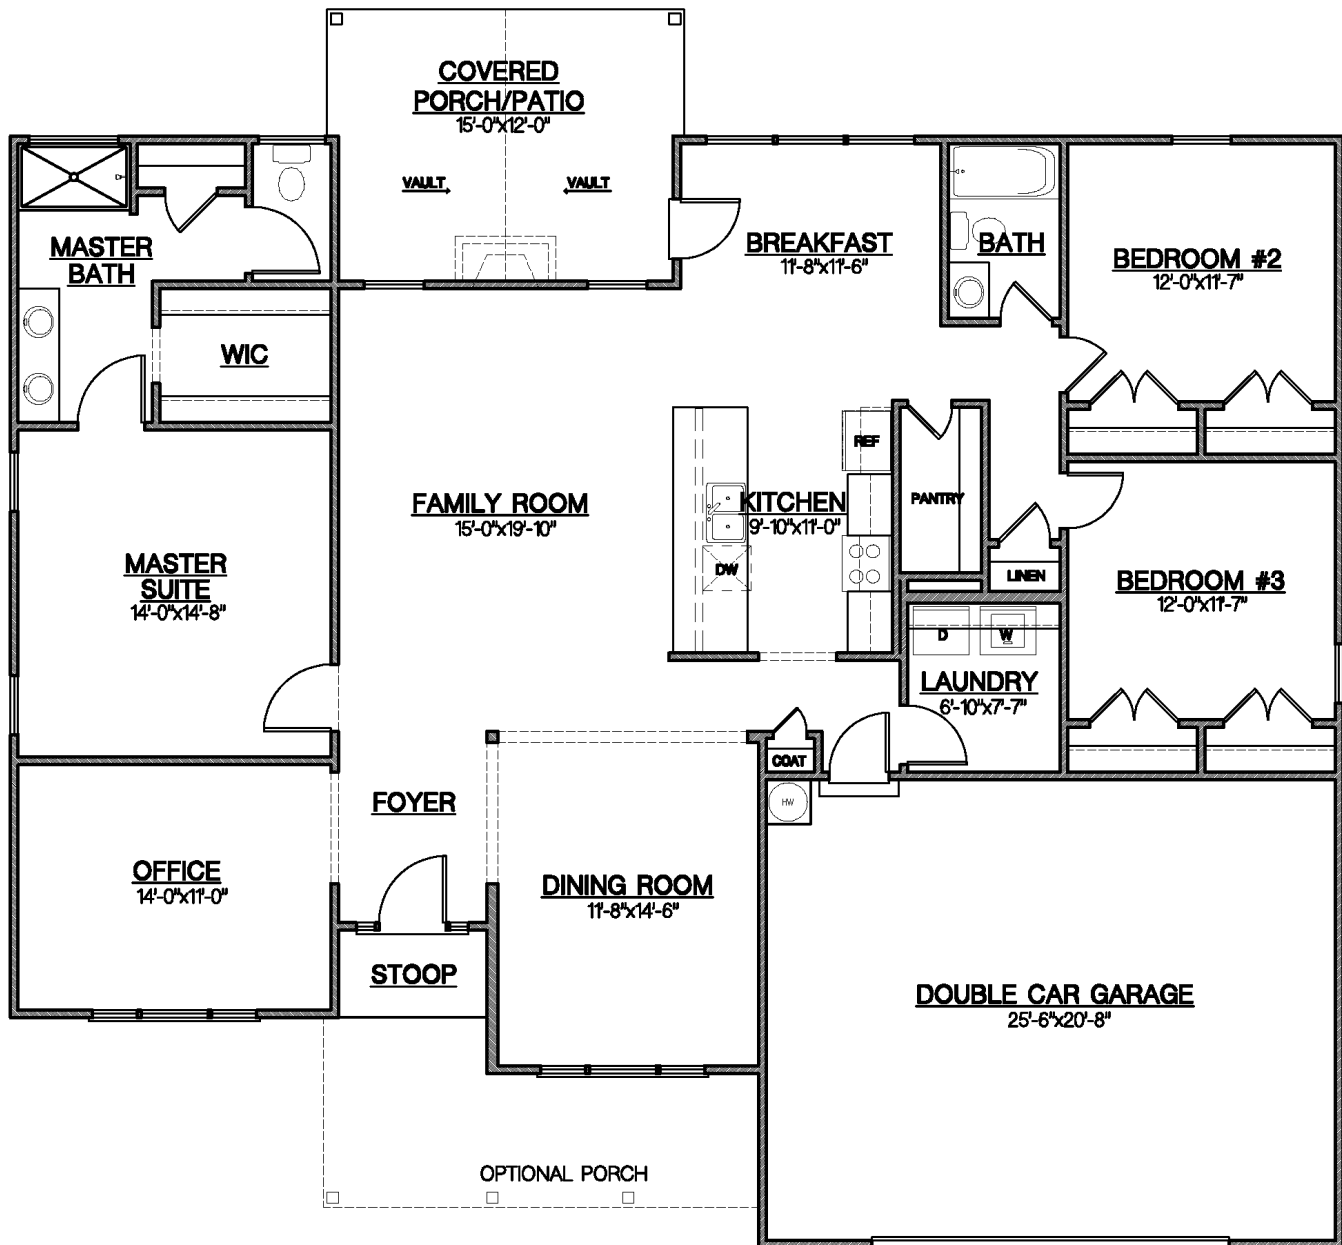 COVERED
PORCH/PATIO
15'-0"x12'-0"
VAULT
VAULT
MASTER
BATH
BREAKFAST
11'-8"x11'-6"
BATH
BEDROOM #2
12'-0"x11'-7"
WIC
REF
FAMILY ROOM
15'-0"x19'-10"
KITCHEN
9'-10"x11'-0"
PANTRY
MASTER
SUITE
14'-0"x14'-8"
DW
LINEN
BEDROOM #3
12'-0"x11'-7"
D
W
LAUNDRY
6'-10"x7'-7"
COAT
FOYER
HW
OFFICE
14'-0"x11'-0"
DINING ROOM
11'-8"x14'-6"
STOOP
DOUBLE CAR GARAGE
25'-6"x20'-8"
OPTIONAL PORCH